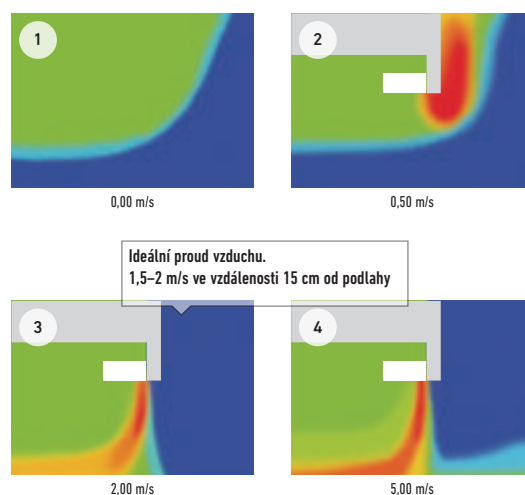 1
2
0,00 m/s
0,50 m/s
Ideální proud vzduchu.
1,5–2 m/s ve vzdálenosti 15 cm od podlahy
3
4
2,00 m/s
5,00 m/s